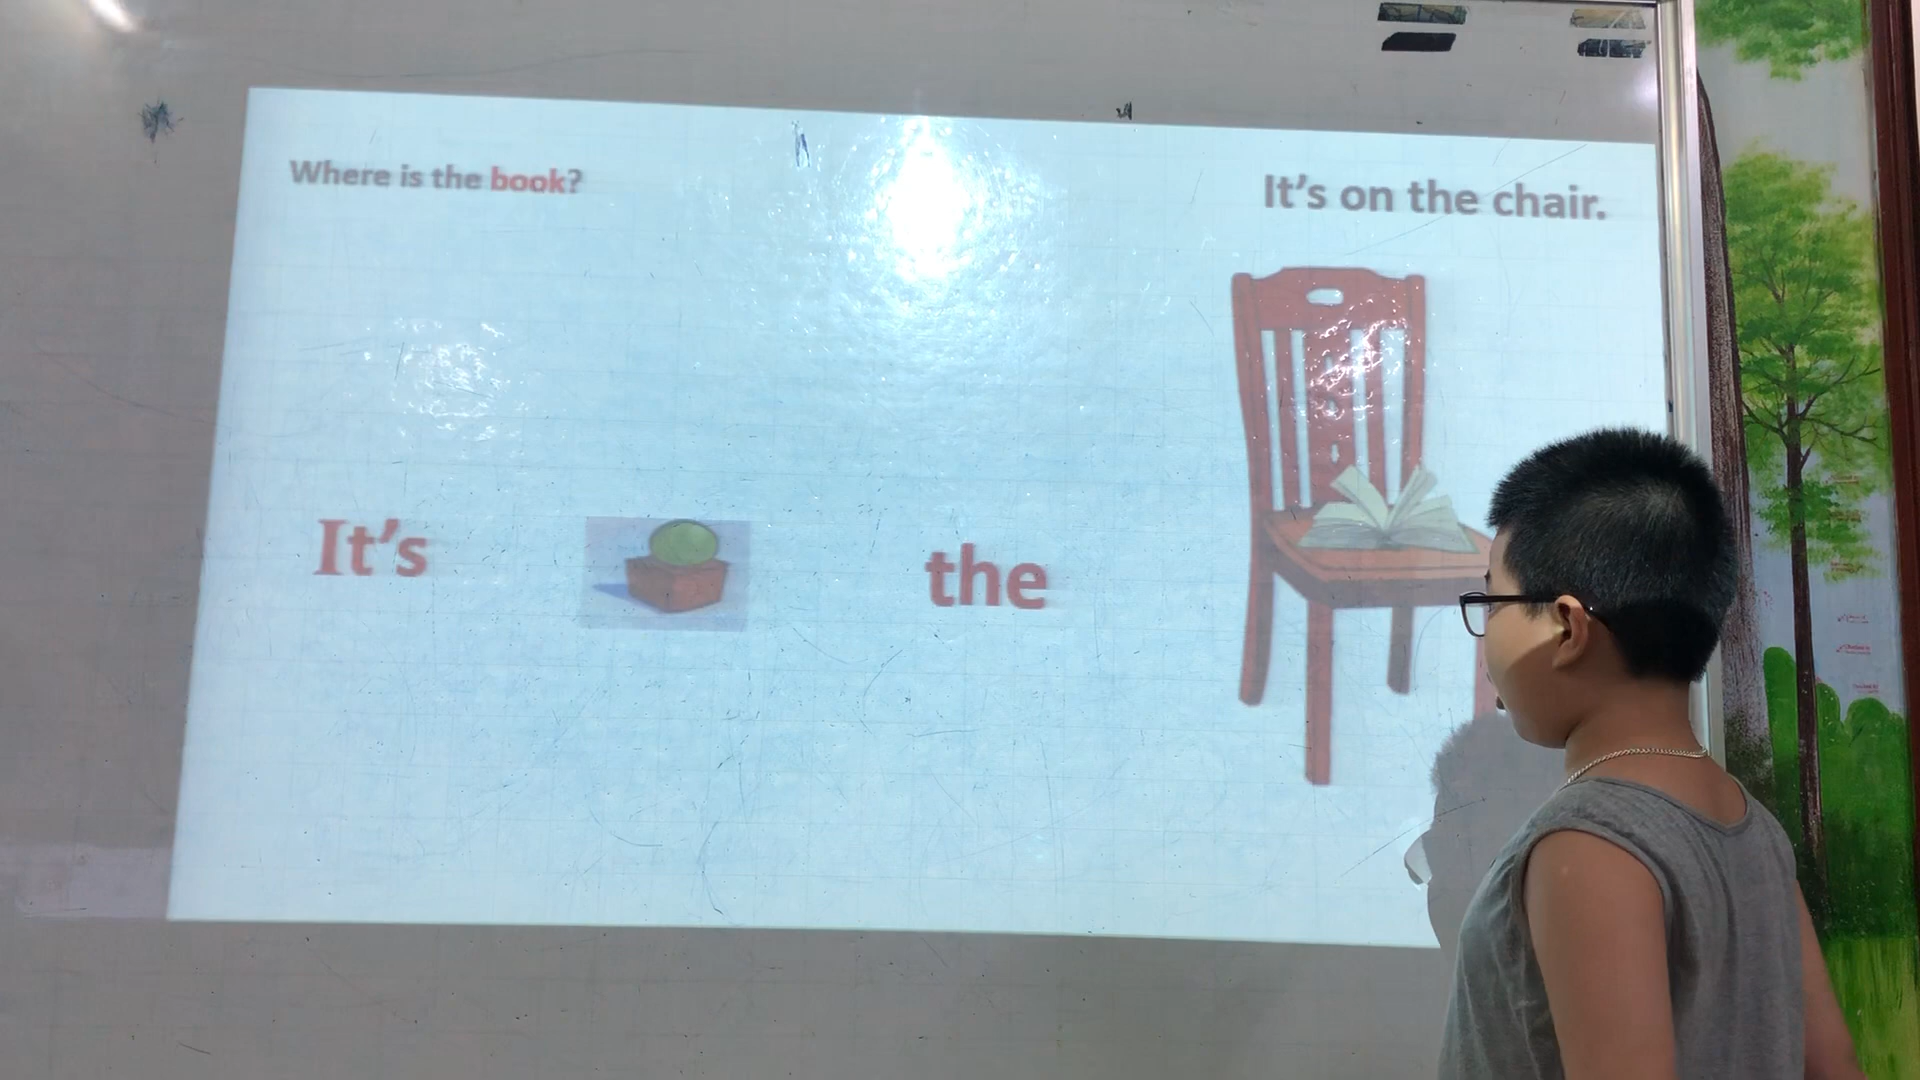 Where is the book?
It's on the chair.
It's
the